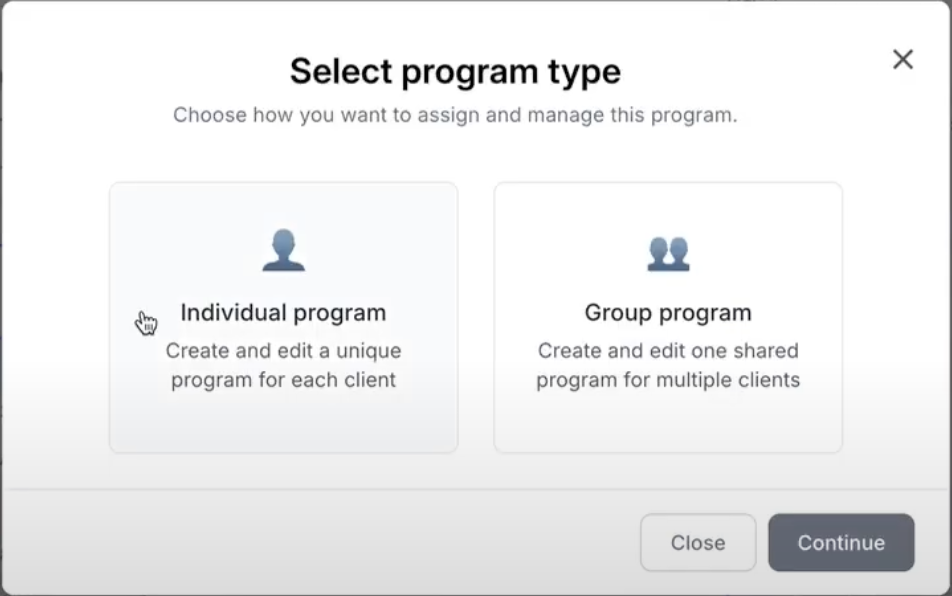 Select program type
Choose how you want to assign and manage this program.
Individual program
Create and edit a unique
program for each client
Group program
Create and edit one shared
program for multiple clients
Close
Continue